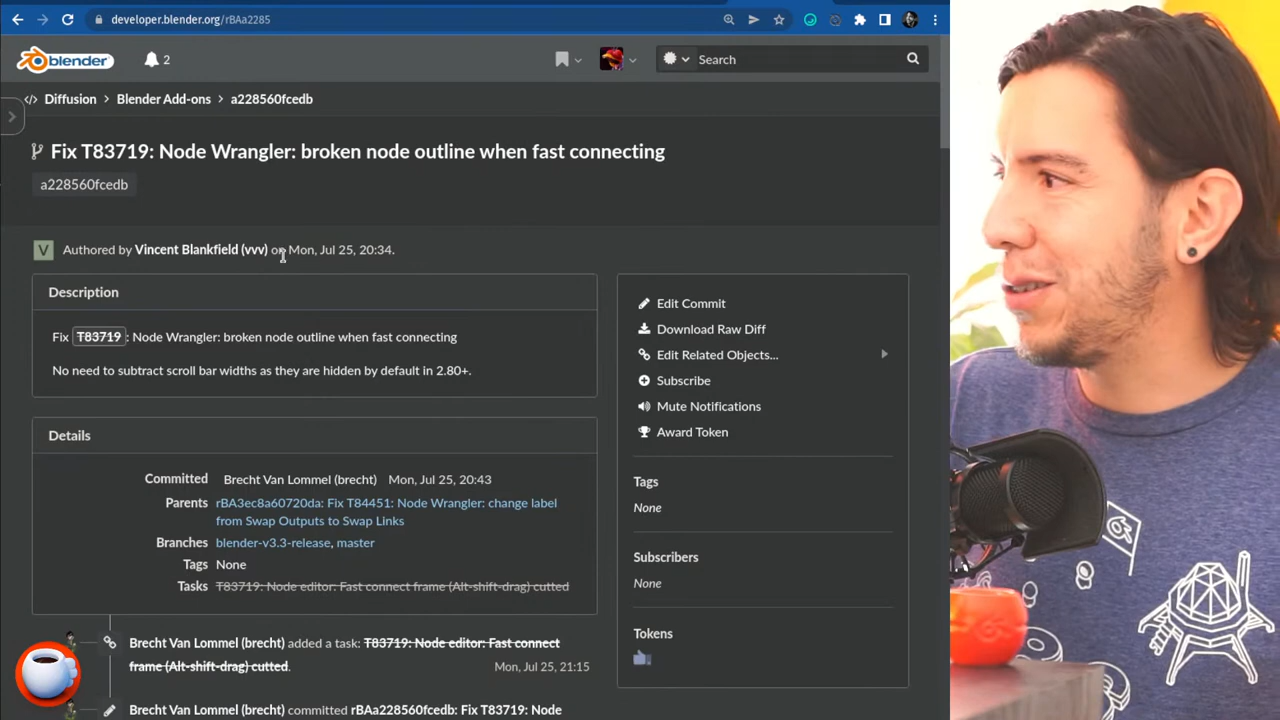 developer.blender.org/rBAa2285
blender
2
Search
Diffusion > Blender Add-ons > a228560fcedb
Fix T83719: Node Wrangler: broken node outline when fast connecting
a228560fcedb
V Authored by Vincent Blankfield (vvv) on Mon, Jul 25, 20:34.
Description
Fix T83719: Node Wrangler: broken node outline when fast connecting
No need to subtract scroll bar widths as they are hidden by default in 2.80+.
Details
Committed Brecht Van Lommel (brecht) Mon, Jul 25, 20:43
Parents rBA3ec8a60720da: Fix T84451: Node Wrangler: change label
from Swap Outputs to Swap Links
Branches blender-v3.3-release, master
Tags None
Tasks T83719: Node editor: Fast connect frame (Alt-shift-drag) cutted
Brecht Van Lommel (brecht) added a task: T83719: Node editor: Fast connect
frame (Alt-shift-drag) cutted. Mon, Jul 25, 21:15
Brecht Van Lommel (brecht) committed rBAa228560fcedb: Fix T83719: Node
Edit Commit
Download Raw Diff
Edit Related Objects...
Subscribe
Mute Notifications
Award Token
Tags
None
Subscribers
None
Tokens